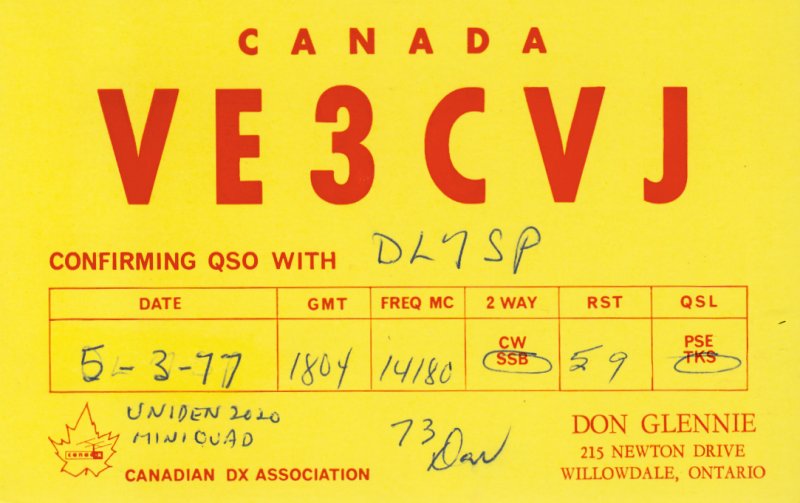 CANADA
VE3CVJ
CONFIRMING QSO WITH DL7SP
DATE GMT FREQ MC 2 WAY RST QSL
5-3-77 1804 14180 CW SSB 59 PSE TKS
UNIDEN 2020
MINIQUAD
73 Don
CANADIAN DX ASSOCIATION
DON GLENNIE
215 NEWTON DRIVE
WILLOWDALE, ONTARIO